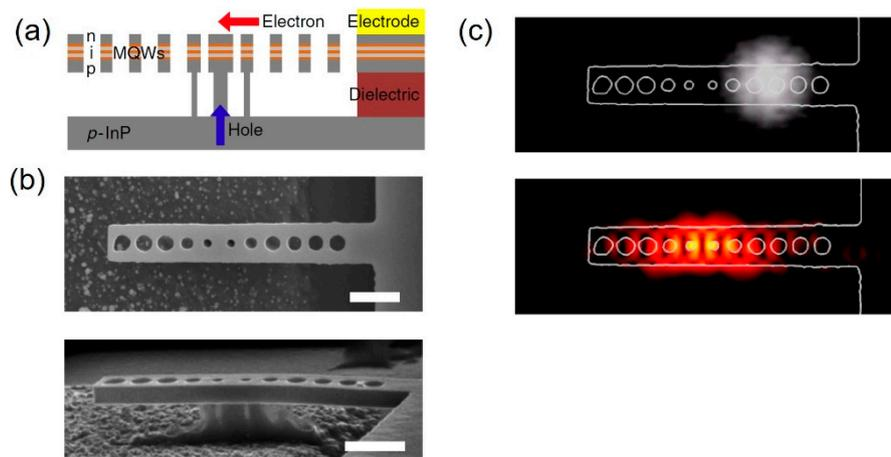 (a)
Electron
Electrode
n
i
p
MQWs
Dielectric
p-InP
Hole
(b)
(c)